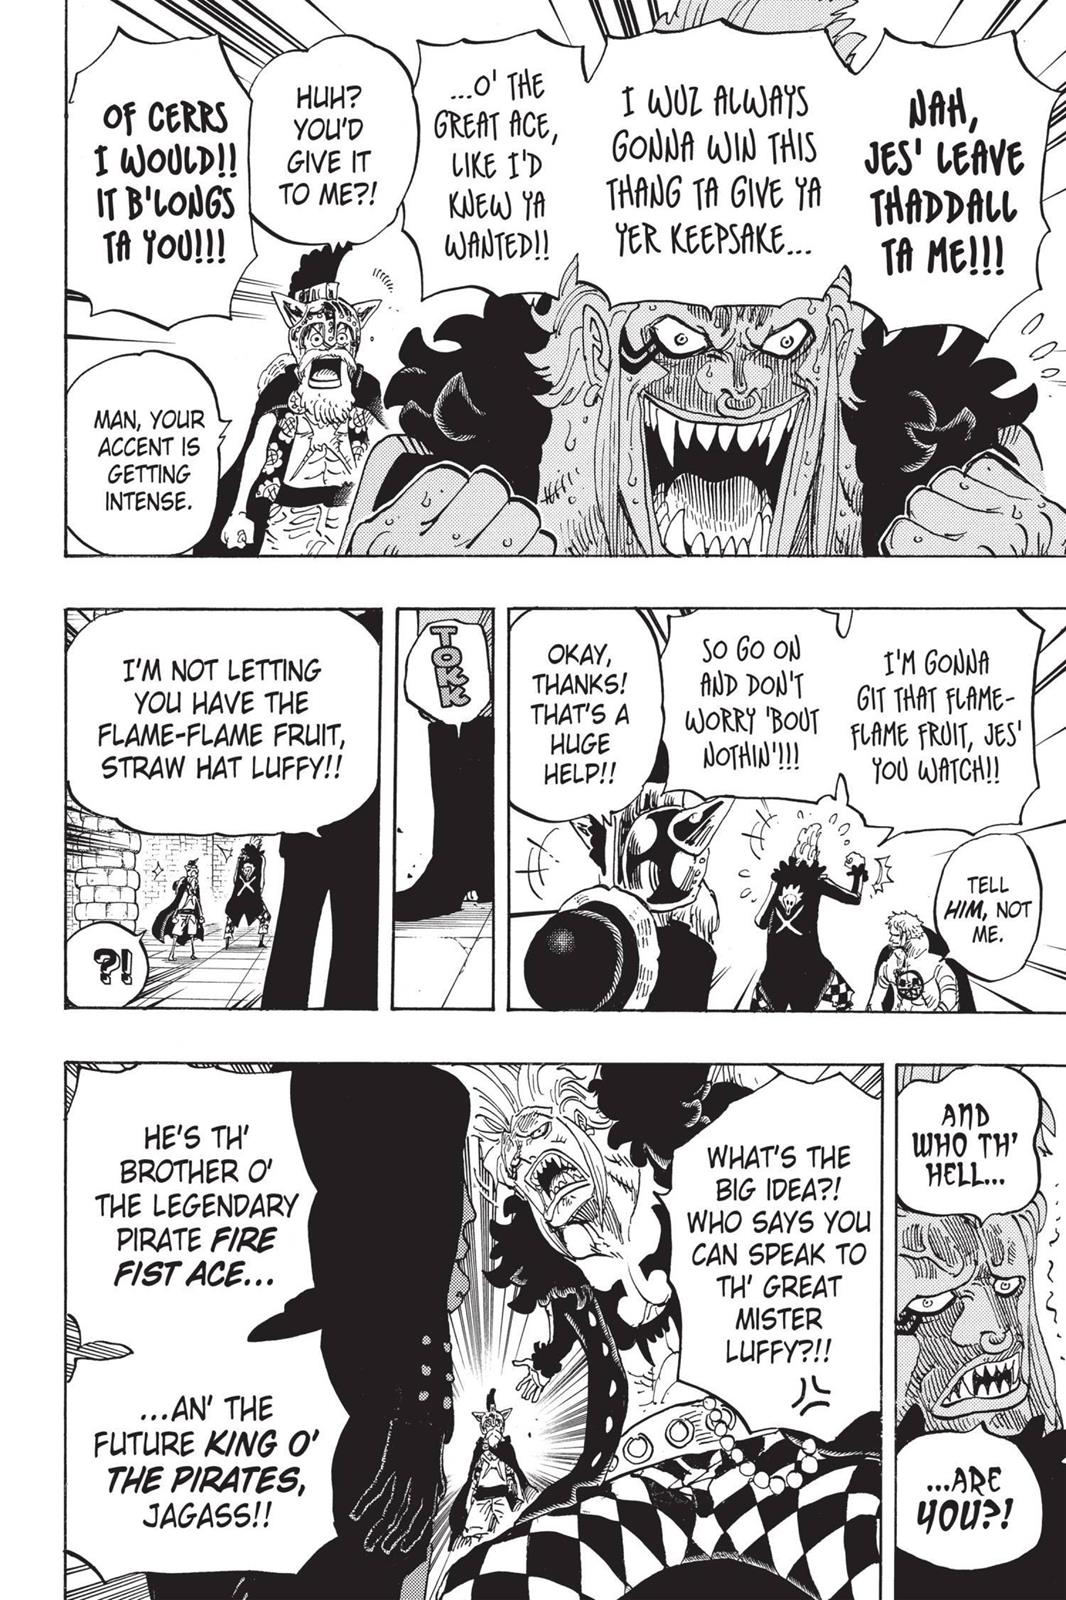 NAH,
JES' LEAVE
THADDALL
TA ME!!!
I WUZ ALWAYS
GONNA WIN THIS
THANG TA GIVE YA
YER KEEPSAKE...
...O' THE
GREAT ACE,
LIKE I'D
KNEW YA
WANTED!!
HUH?
YOU'D
GIVE IT
TO ME?!
OF CERRS
I WOULD!!
IT B'LONGS
TA YOU!!!
MAN, YOUR
ACCENT IS
GETTING
INTENSE.
I'M GONNA
GIT THAT FLAME-
FLAME FRUIT, JES'
YOU WATCH!!
SO GO ON
AND DON'T
WORRY 'BOUT
NOTHIN'!!!
OKAY,
THANKS!
THAT'S A
HUGE
HELP!!
TELL
HIM, NOT
ME.
TOKK
I'M NOT LETTING
YOU HAVE THE
FLAME-FLAME FRUIT,
STRAW HAT LUFFY!!
?!
AND
WHO TH'
HELL...
...ARE
YOU?!
WHAT'S THE
BIG IDEA?!
WHO SAYS YOU
CAN SPEAK TO
TH' GREAT
MISTER
LUFFY?!!
HE'S TH'
BROTHER O'
THE LEGENDARY
PIRATE FIRE
FIST ACE...
...AN' THE
FUTURE KING O'
THE PIRATES,
JAGASS!!